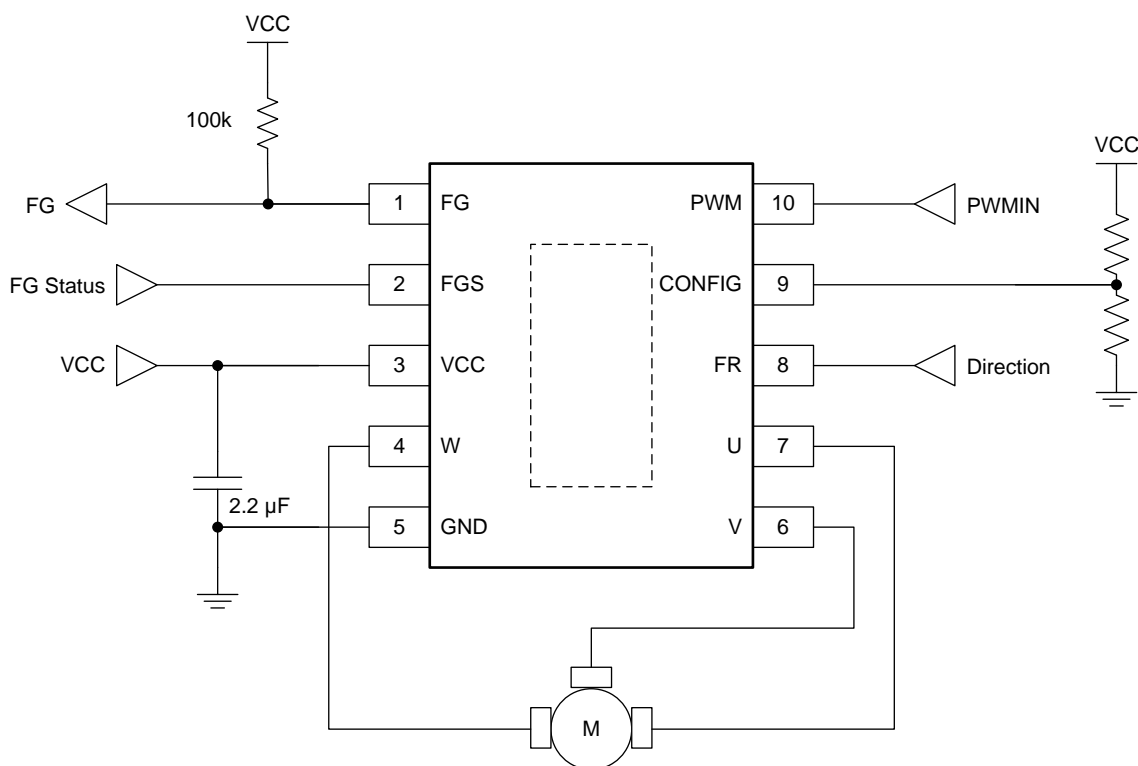 VCC
100k
VCC
FG
1
FG
PWM
10
PWMIN
FG Status
2
FGS
CONFIG
9
VCC
3
VCC
FR
8
Direction
4
W
U
7
2.2 µF
5
GND
V
6
M